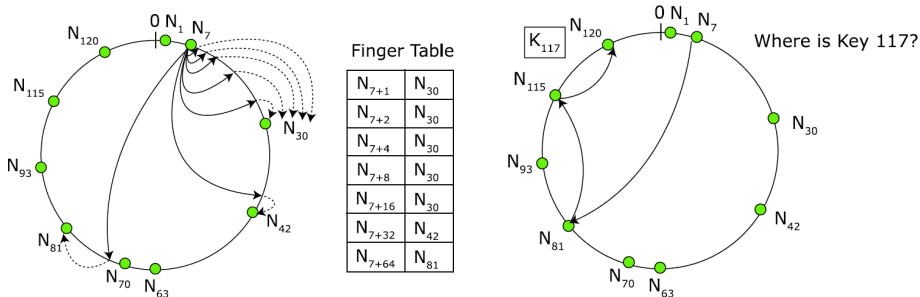 0 N1
N7
N120
N115
N93
N81
N70
N63
N42
N30
Finger Table
N7+1 N30
N7+2 N30
N7+4 N30
N7+8 N30
N7+16 N30
N7+32 N42
N7+64 N81
K117
N120
0 N1
N7
Where is Key 117?
N115
N30
N93
N42
N81
N70
N63